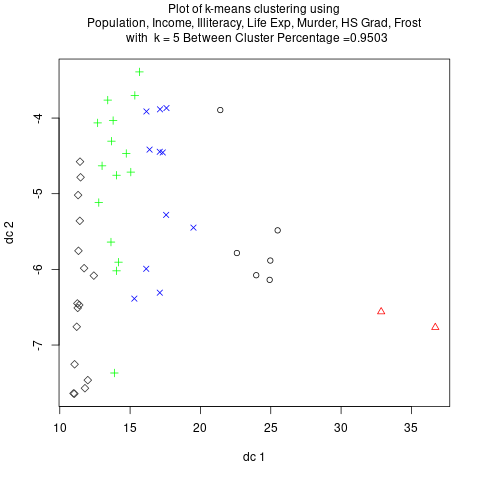 Plot of k-means clustering using
Population, Income, Illiteracy, Life Exp, Murder, HS Grad, Frost
with k = 5 Between Cluster Percentage =0.9503
-4
-5
-6
-7
dc 2
10 15 20 25 30 35
dc 1